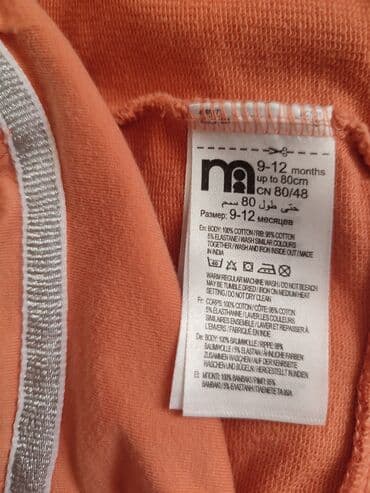 m
9-12 months
up to 80cm
CN 80/48
حتى طول 80 سم
Размер: 9-12 месяцев
En: BODY: 100% COTTON / RIB: 95% COTTON
5% ELASTANE / WASH SIMILAR COLOURS
TOGETHER / WASH AND IRON INSIDE OUT / MADE
IN INDIA
WARM REGULAR MACHINE WASH / DO NOT BLEACH
MAY BE TUMBLE DRIED / IRON ON MEDIUM HEAT
SETTING / DO NOT DRY CLEAN
Fr: CORPS: 100% COTON / CÔTE: 95% COTON
5% ÉLASTHANNE / LAVER LES COULEURS
SIMILAIRES ENSEMBLE / LAVER ET REPASSER À
L'ENVERS / FABRIQUÉ EN INDE
De: BODY: 100% BAUMWOLLE / RIPPE: 95%
BAUMWOLLE / 5% ELASTAN / ÄHNLICHE FARBEN
ZUSAMMEN WASCHEN / AUF DER KEHRSEITE
WASCHEN UND BÜGELN / HERGESTELLT IN INDIEN
100% 95%
5%